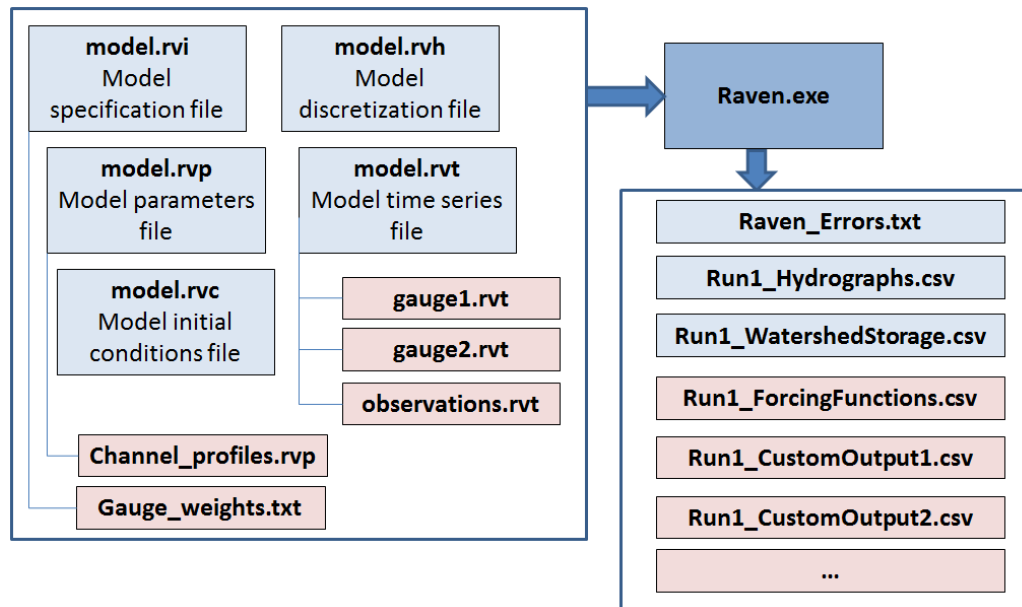 model.rvi
Model
specification file
model.rvh
Model
discretization file
model.rvp
Model parameters
file
model.rvt
Model time series
file
model.rvc
Model initial
conditions file
gauge1.rvt
gauge2.rvt
observations.rvt
Channel_profiles.rvp
Gauge_weights.txt
Raven.exe
Raven_Errors.txt
Run1_Hydrographs.csv
Run1_WatershedStorage.csv
Run1_ForcingFunctions.csv
Run1_CustomOutput1.csv
Run1_CustomOutput2.csv
...